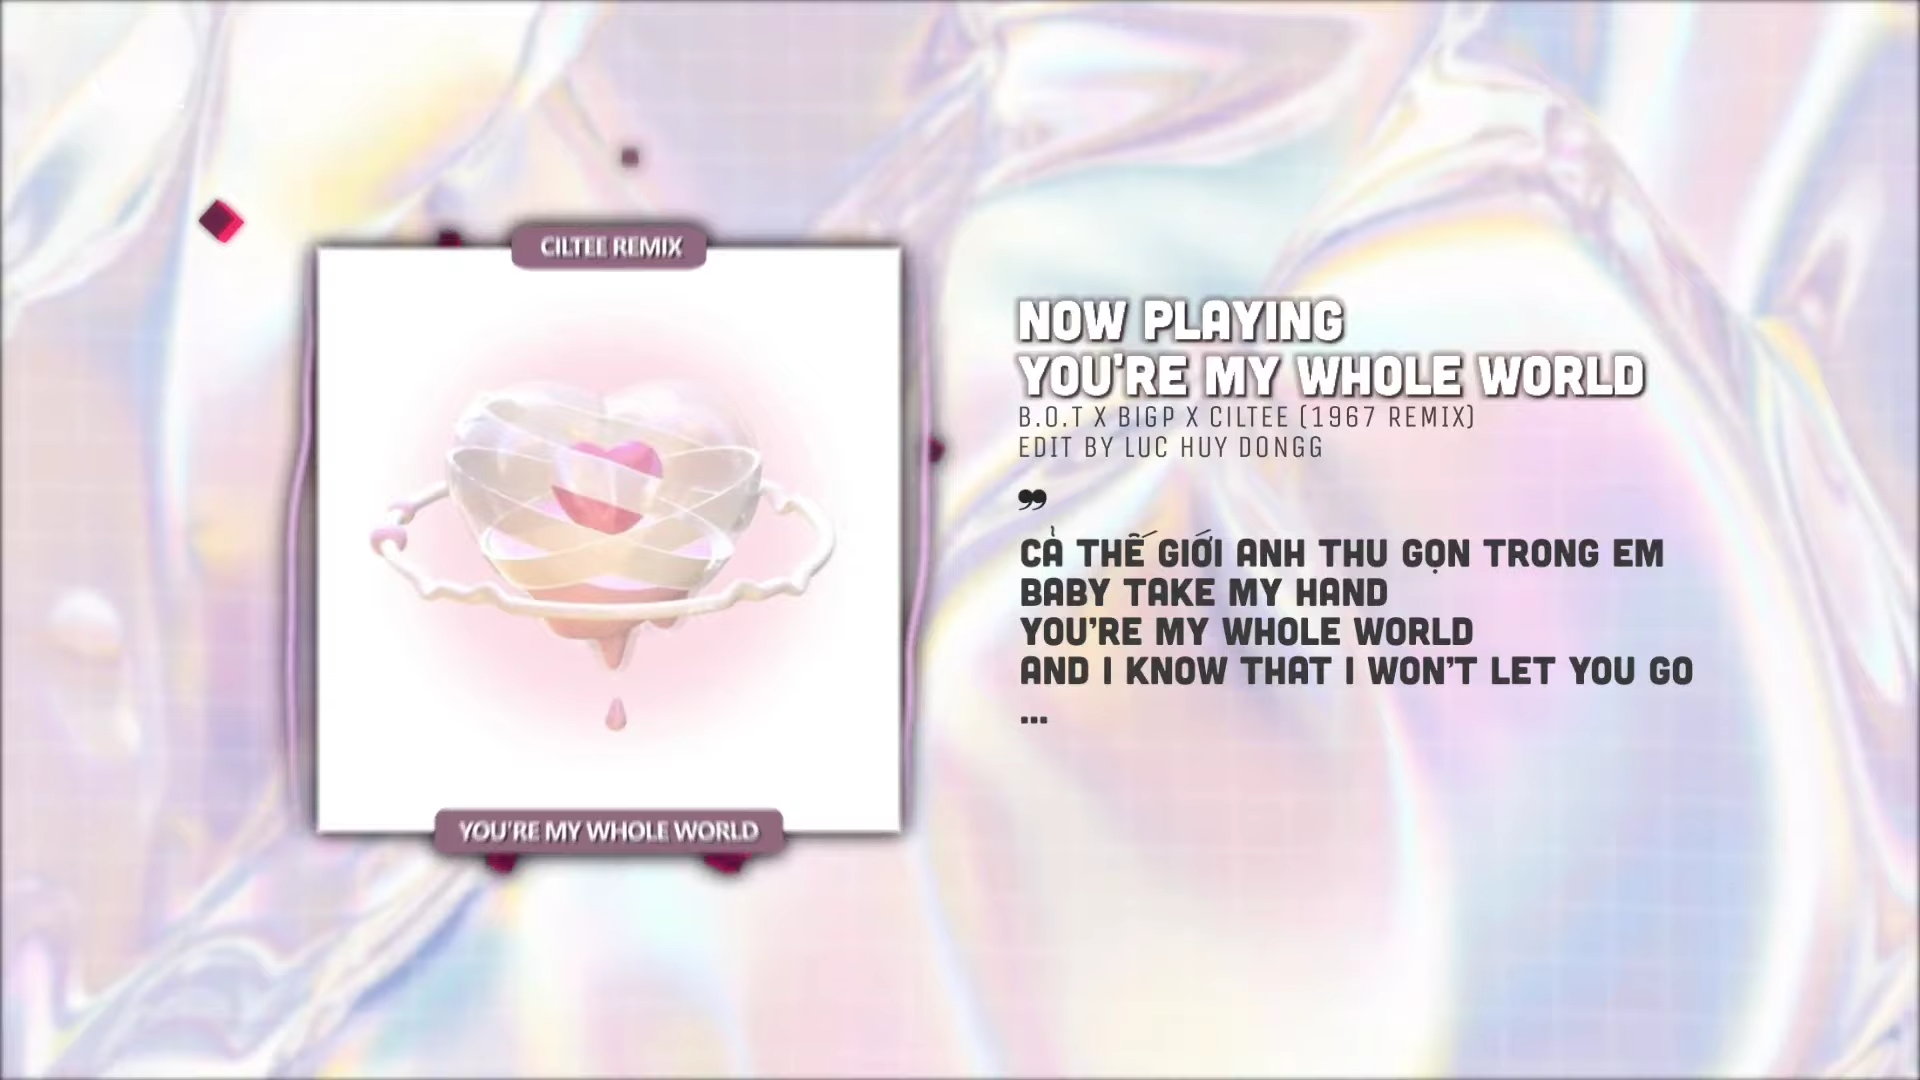 CILTEE REMIX
YOU'RE MY WHOLE WORLD
NOW PLAYING
YOU'RE MY WHOLE WORLD
B.O.T X BIGP X CILTEE (1967 REMIX)
EDIT BY LUC HUY DONGG
”
CẢ THẾ GIỚI ANH THU GỌN TRONG EM
BABY TAKE MY HAND
YOU’RE MY WHOLE WORLD
AND I KNOW THAT I WON’T LET YOU GO
...